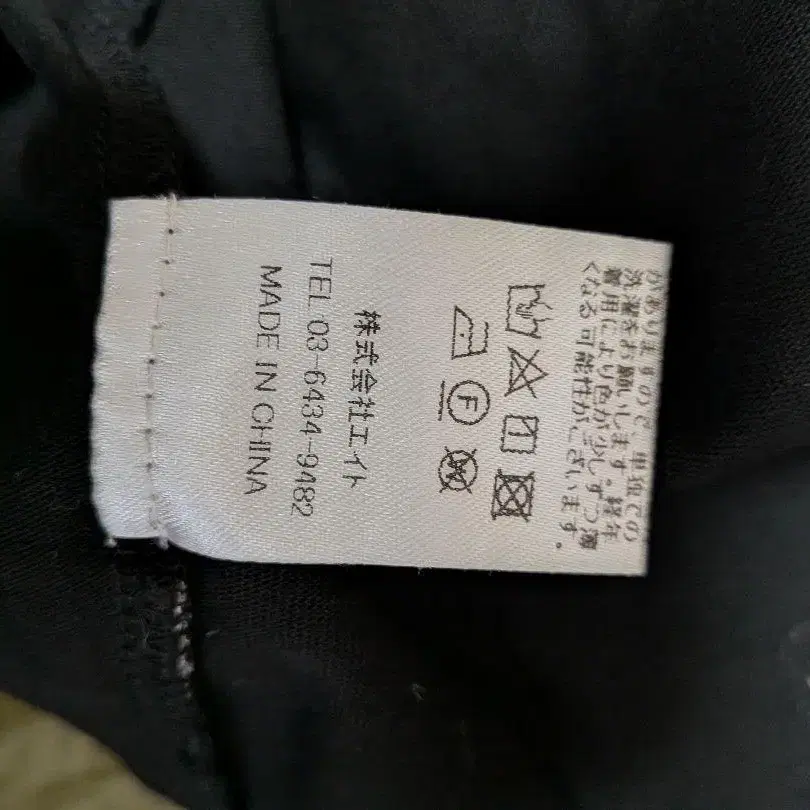 がありますので、単独での
洗濯をお願いします。経年
着用により色が少しずつ薄
くなる可能性がございます。
F
W
株式会社エイト
TEL 03-6434-9482
MADE IN CHINA